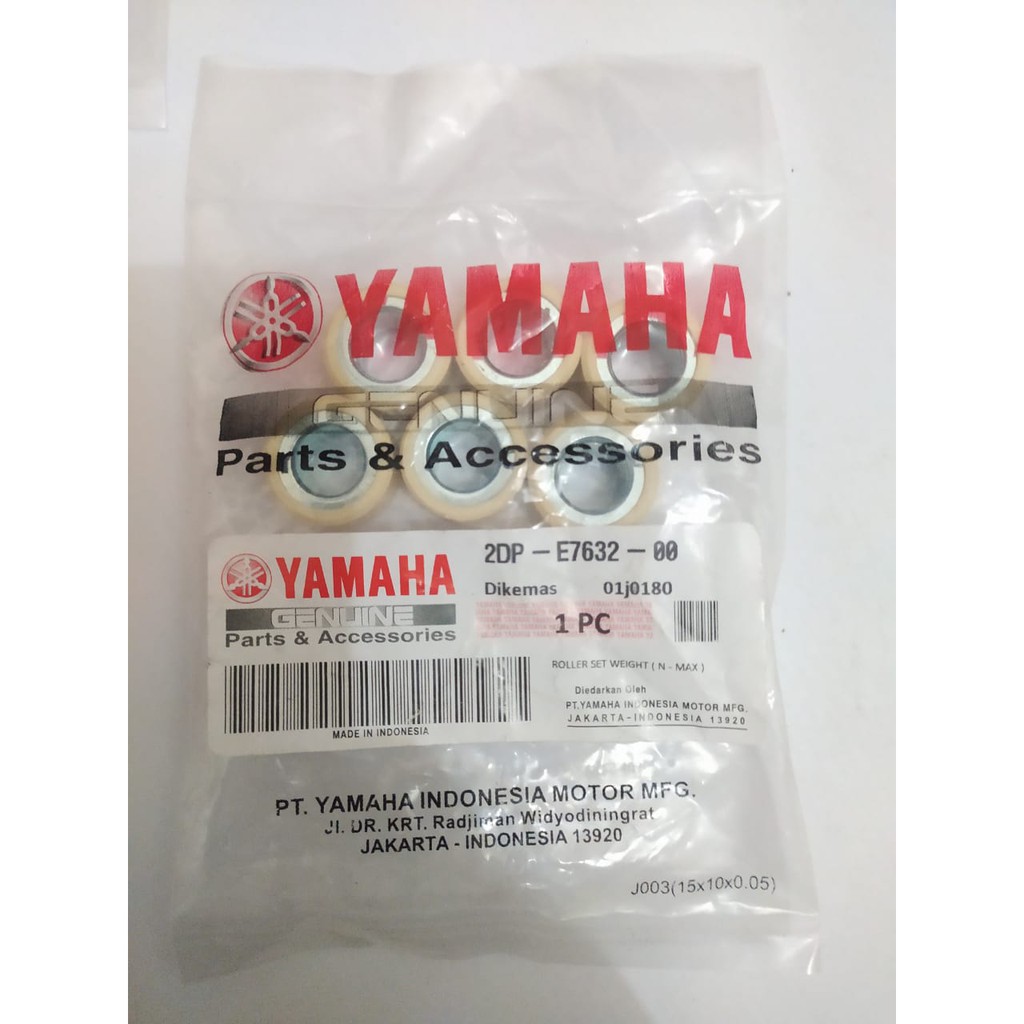 YAMAHA
GENUINE
Parts & Accessories
YAMAHA
GENUINE
Parts & Accessories
MADE IN INDONESIA
2DP - E7632 - 00
Dikemas 01j0180
1 PC
ROLLER SET WEIGHT ( N - MAX )
Diedarkan Oleh
PT.YAMAHA INDONESIA MOTOR MFG.
JAKARTA-INDONESIA 13920
PT. YAMAHA INDONESIA MOTOR MFG.
Jl. DR. KRT. Radjiman Widyodiningrat
JAKARTA - INDONESIA 13920
J003(15x10x0.05)